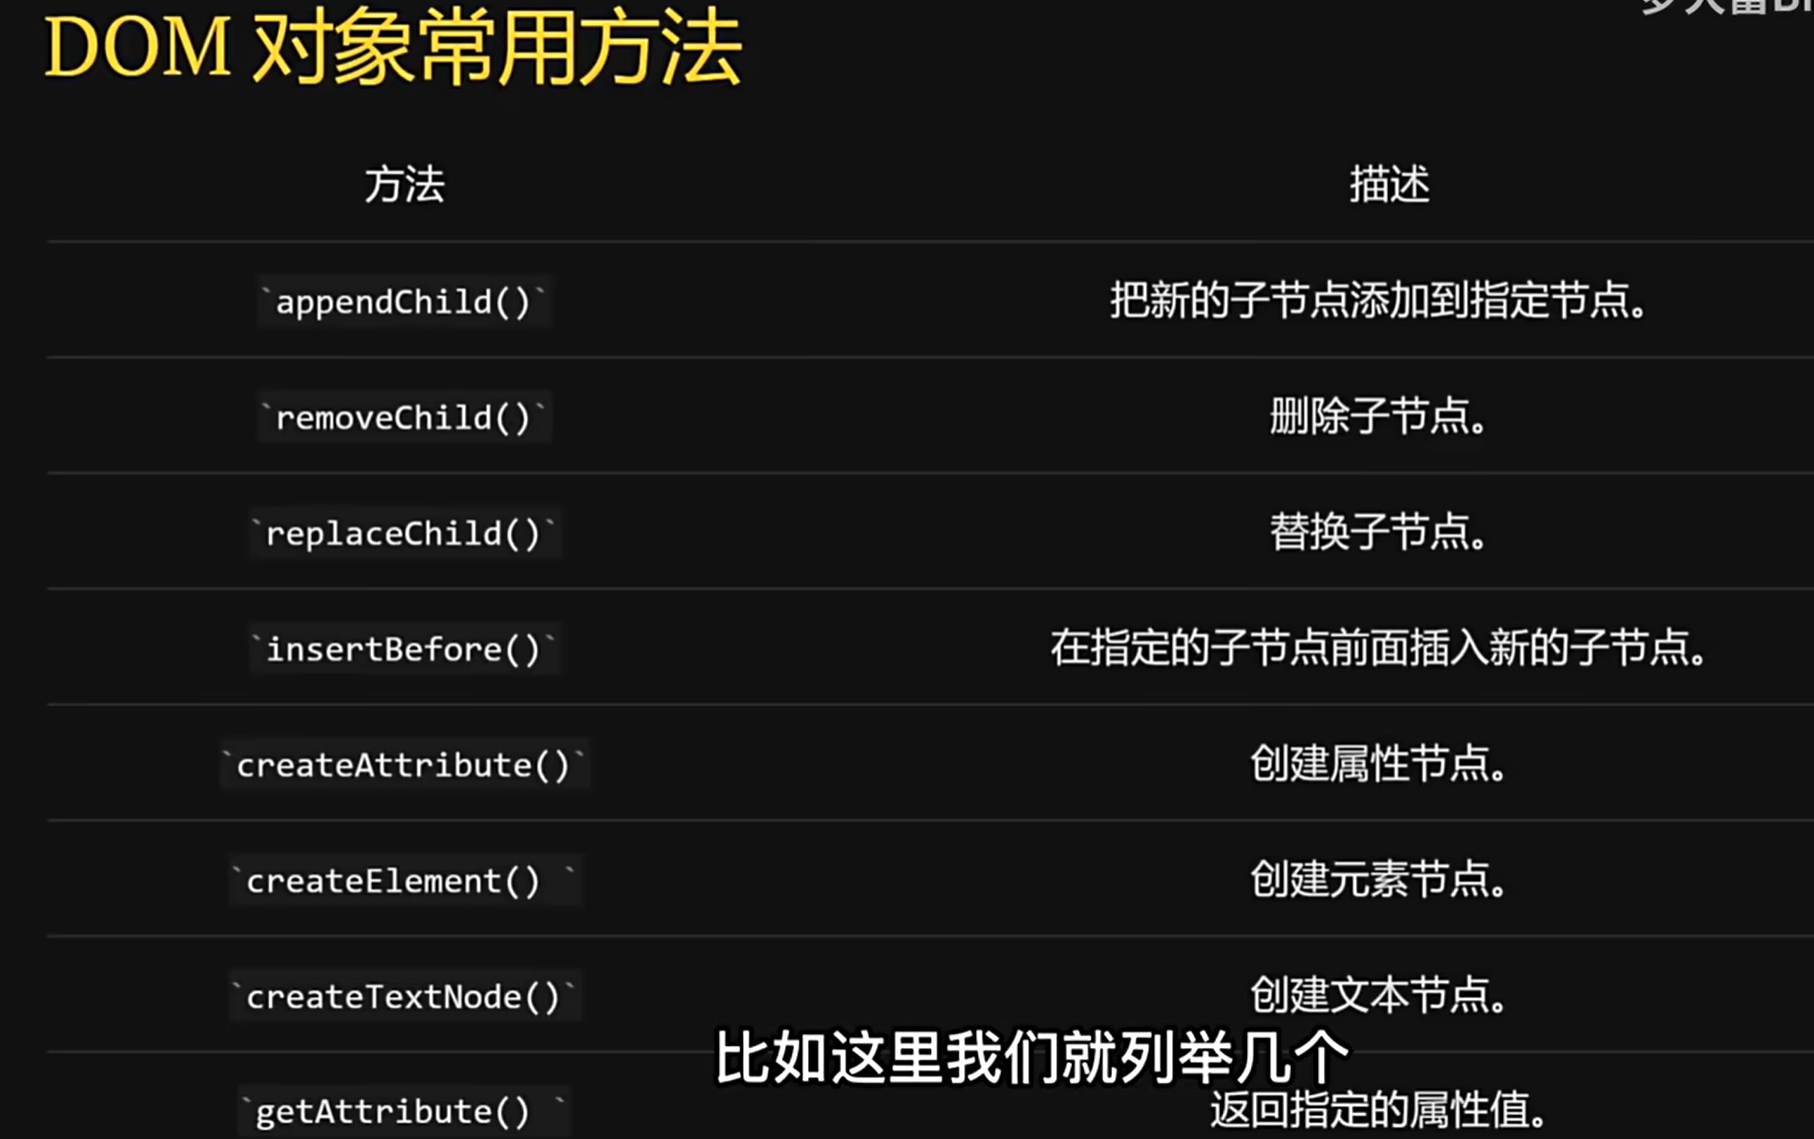 DOM 对象常用方法
方法 描述
`appendChild()` 把新的子节点添加到指定节点。
`removeChild()` 删除子节点。
`replaceChild()` 替换子节点。
`insertBefore()` 在指定的子节点前面插入新的子节点。
`createAttribute()` 创建属性节点。
`createElement() ` 创建元素节点。
`createTextNode()` 创建文本节点。
比如这里我们就列举几个
`getAttribute() ` 返回指定的属性值。